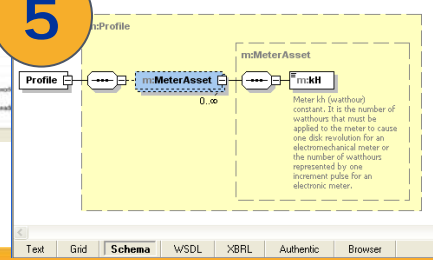 5
m:Profile
m:MeterAsset
Profile
m:MeterAsset
m:kH
0..∞
Meter kh (watthour)
constant. It is the number of
watthours that must be
applied to the meter to cause
one disk revolution for an
electromechanical meter or
the number of watthours
represented by one
increment pulse for an
electronic meter.
Text Grid Schema WSDL XBRL Authentic Browser